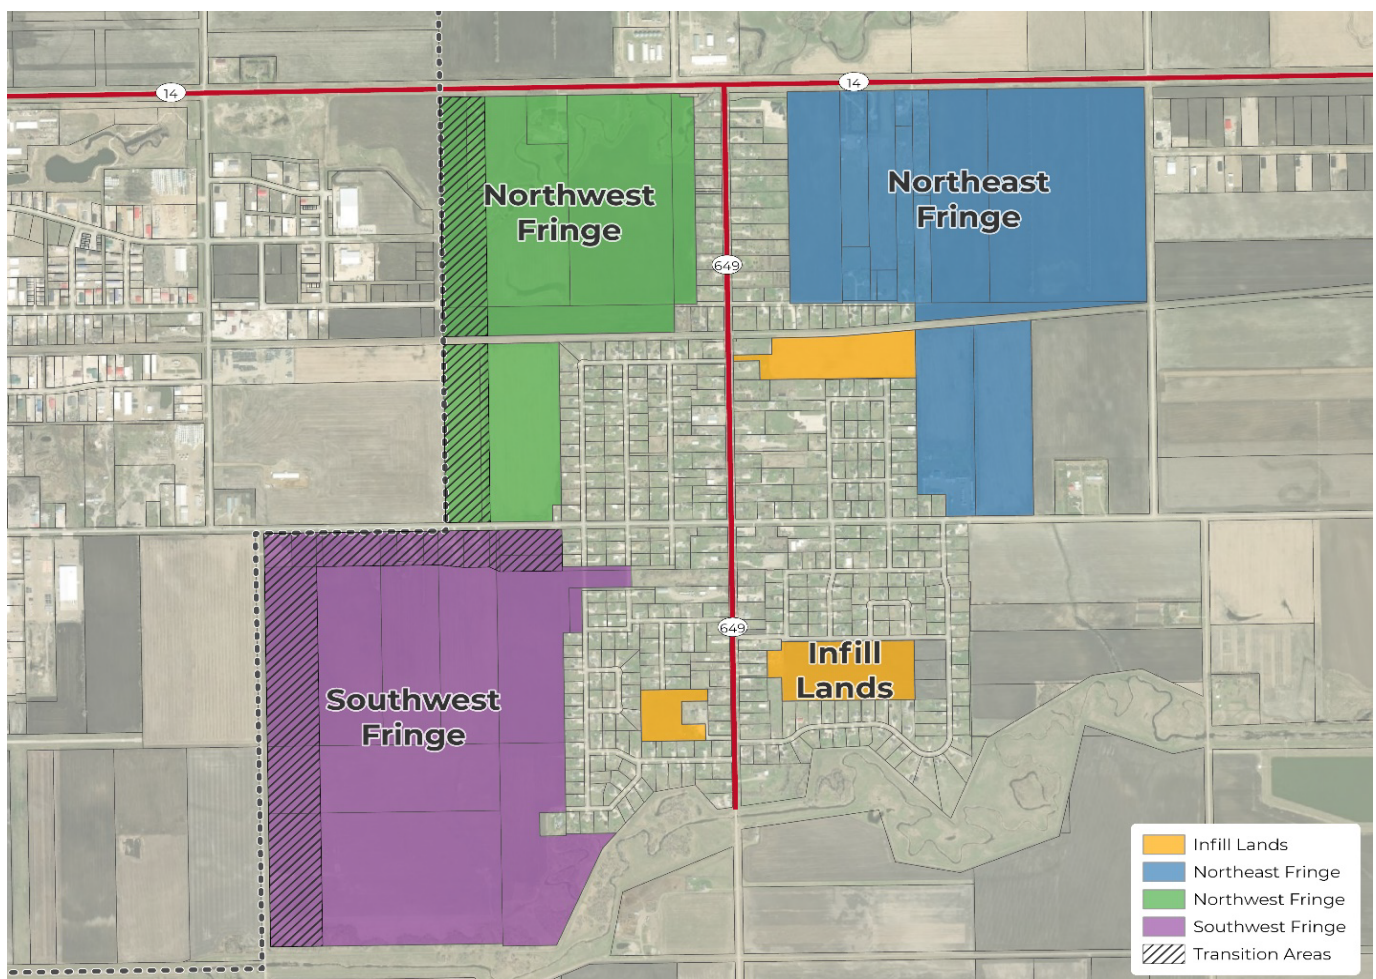 14
14
Northwest
Fringe
Northeast
Fringe
649
649
Infill
Lands
Southwest
Fringe
Infill Lands
Northeast Fringe
Northwest Fringe
Southwest Fringe
Transition Areas